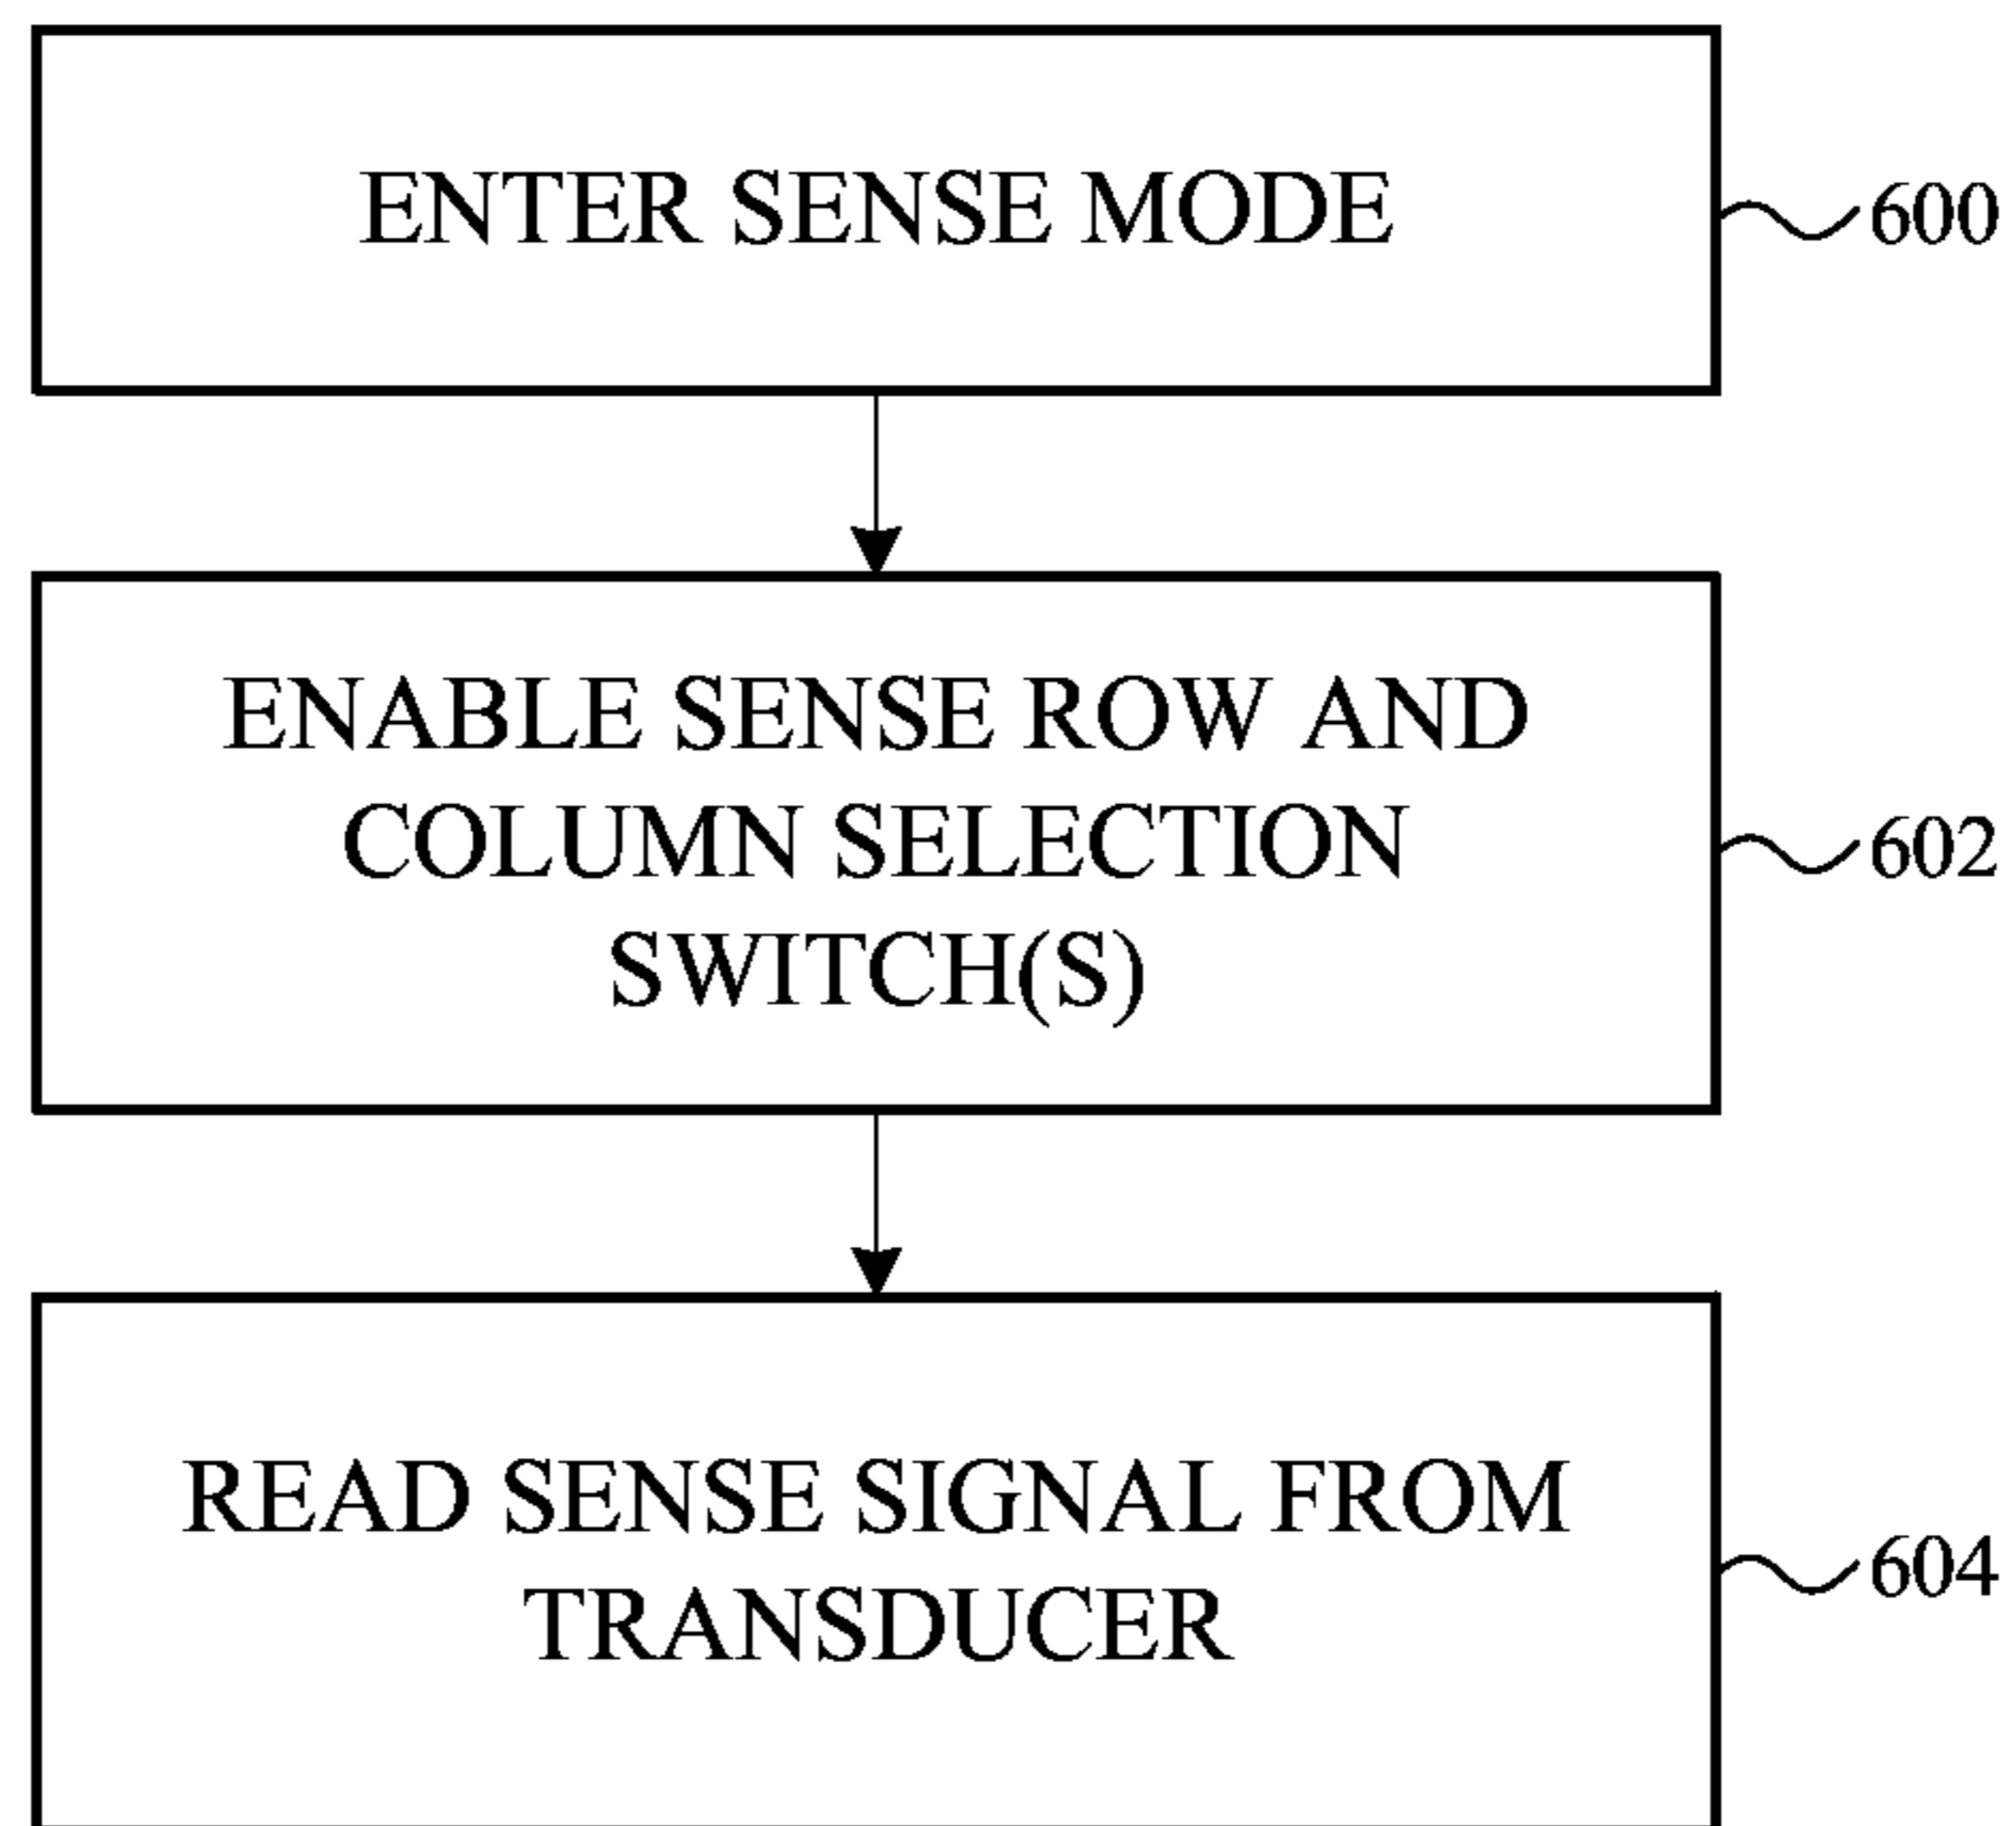 ENTER SENSE MODE
600
ENABLE SENSE ROW AND
COLUMN SELECTION
SWITCH(S)
602
READ SENSE SIGNAL FROM
TRANSDUCER
604